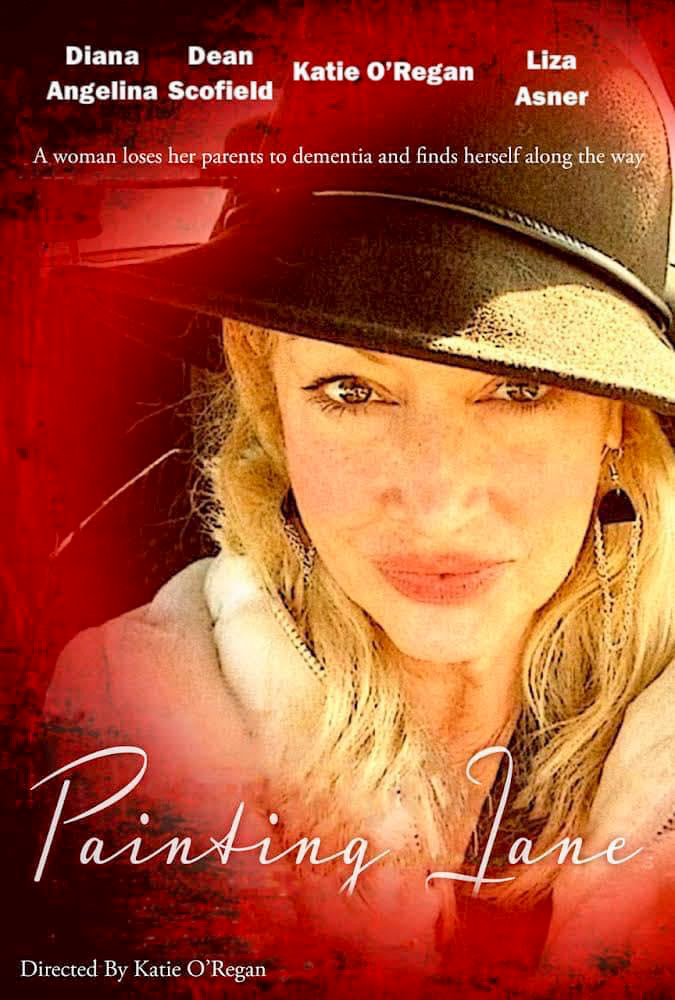 Diana Angelina
Dean Scofield
Katie O'Regan
Liza Asner
A woman loses her parents to dementia and finds herself along the way
Painting Jane
Directed By Katie O'Regan